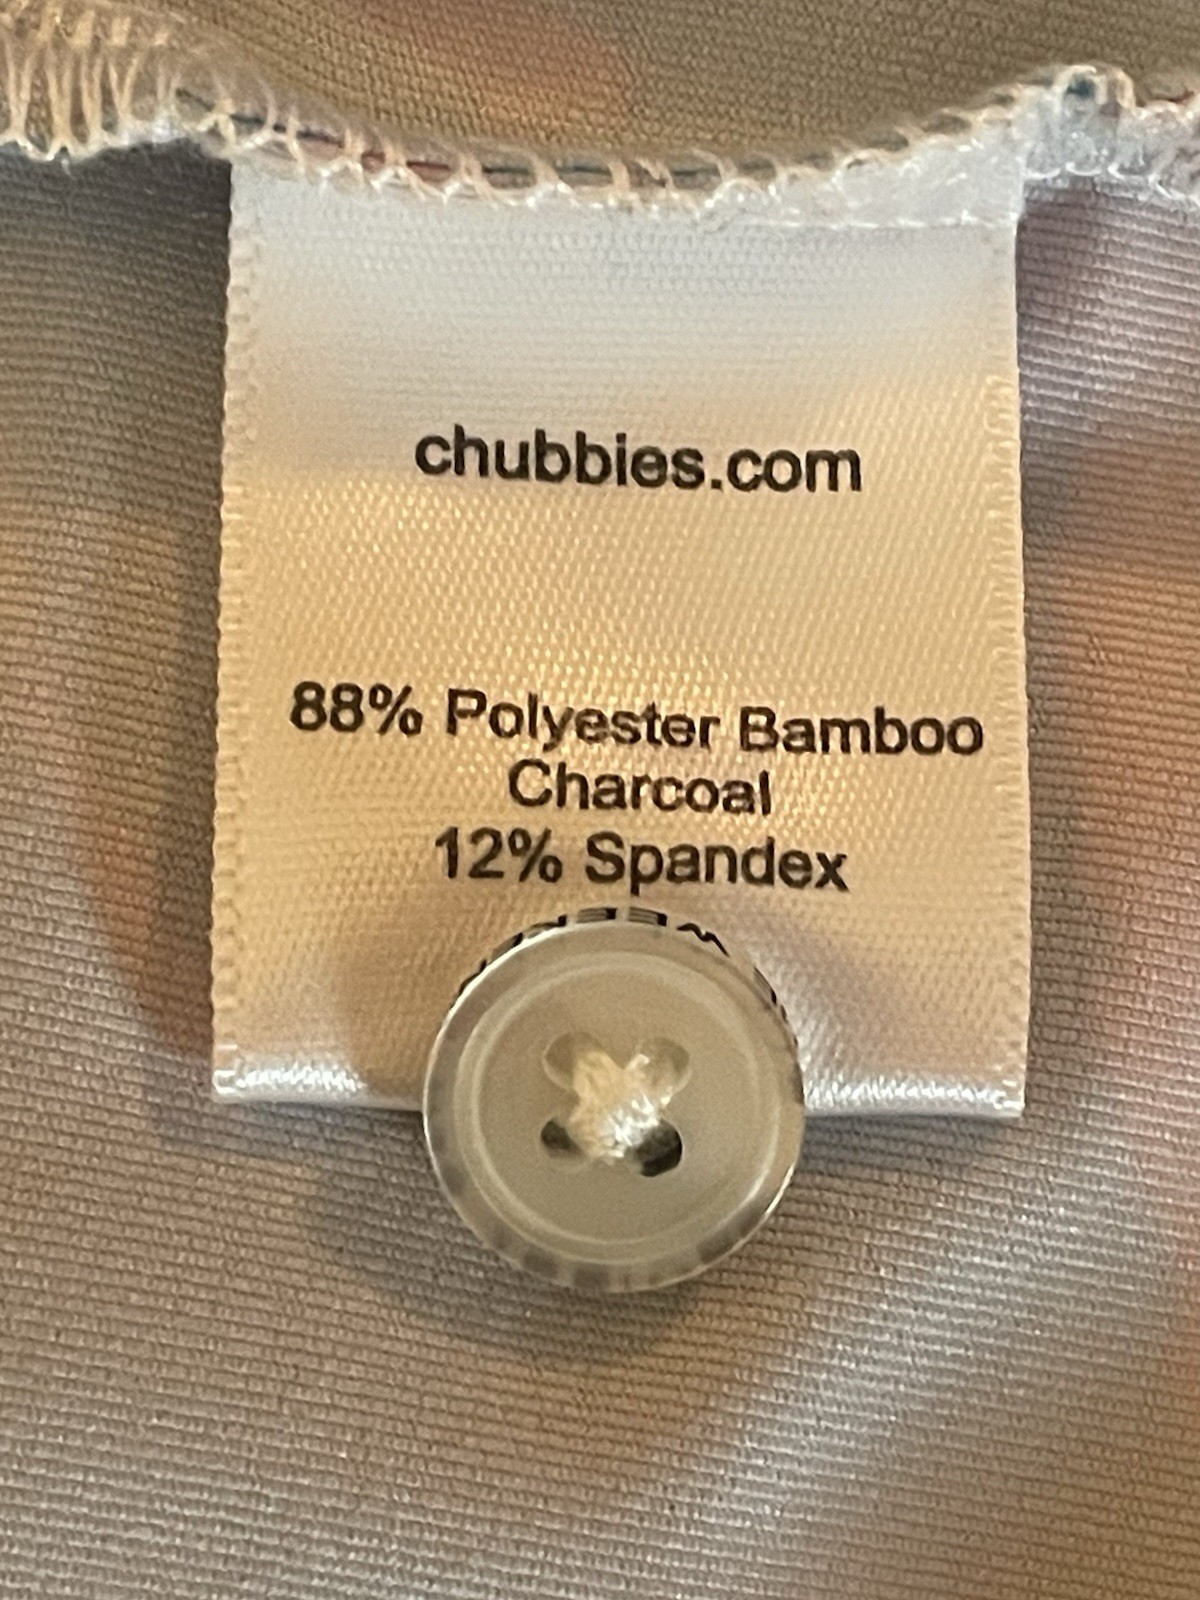 chubbies.com
88% Polyester Bamboo
Charcoal
12% Spandex